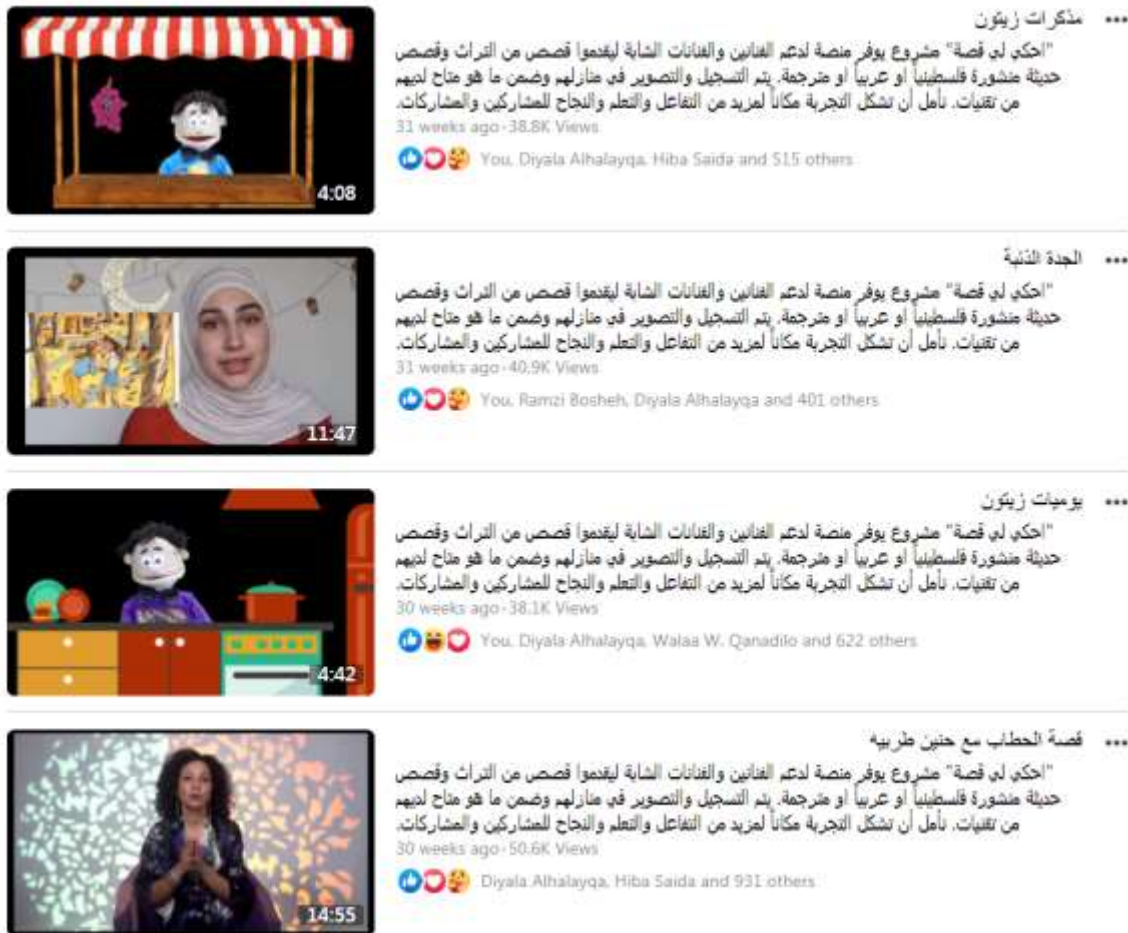 مذكرات زيتون
"احكي لي قصة" مشروع يوفر منصة لدعم الفنانين والفنانات الشابة ليقدموا قصص من التراث وقصص
حديثة منشورة فلسطينياً او عربياً او مترجمة. يتم التسجيل والتصوير في منازلهم وضمن ما هو متاح لديهم
من تقنيات. نأمل أن تشكل التجربة مكاناً لمزيد من التفاعل والتعلم والنجاح للمشاركين والمشاركات.
31 weeks ago · 38.8K Views
You, Diyala Alhalayqa, Hiba Saida and 515 others
4:08
الجدة الذئبة
"احكي لي قصة" مشروع يوفر منصة لدعم الفنانين والفنانات الشابة ليقدموا قصص من التراث وقصص
حديثة منشورة فلسطينياً او عربياً او مترجمة. يتم التسجيل والتصوير في منازلهم وضمن ما هو متاح لديهم
من تقنيات. نأمل أن تشكل التجربة مكاناً لمزيد من التفاعل والتعلم والنجاح للمشاركين والمشاركات.
31 weeks ago · 40.9K Views
You, Ramzi Bosheh, Diyala Alhalayqa and 401 others
11:47
يوميات زيتون
"احكي لي قصة" مشروع يوفر منصة لدعم الفنانين والفنانات الشابة ليقدموا قصص من التراث وقصص
حديثة منشورة فلسطينياً او عربياً او مترجمة. يتم التسجيل والتصوير في منازلهم وضمن ما هو متاح لديهم
من تقنيات. نأمل أن تشكل التجربة مكاناً لمزيد من التفاعل والتعلم والنجاح للمشاركين والمشاركات.
30 weeks ago · 38.1K Views
You, Diyala Alhalayqa, Walaa W. Qanadilo and 622 others
4:42
قصة الحطاب مع حنين طربيه
"احكي لي قصة" مشروع يوفر منصة لدعم الفنانين والفنانات الشابة ليقدموا قصص من التراث وقصص
حديثة منشورة فلسطينياً او عربياً او مترجمة. يتم التسجيل والتصوير في منازلهم وضمن ما هو متاح لديهم
من تقنيات. نأمل أن تشكل التجربة مكاناً لمزيد من التفاعل والتعلم والنجاح للمشاركين والمشاركات.
30 weeks ago · 50.6K Views
Diyala Alhalayqa, Hiba Saida and 931 others
14:55